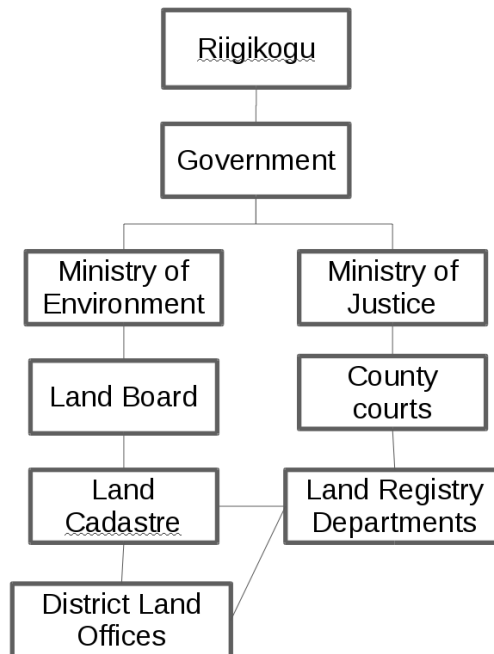 Riigikogu
Government
Ministry of
Environment
Ministry of
Justice
Land Board
County
courts
Land
Cadastre
Land Registry
Departments
District Land
Offices